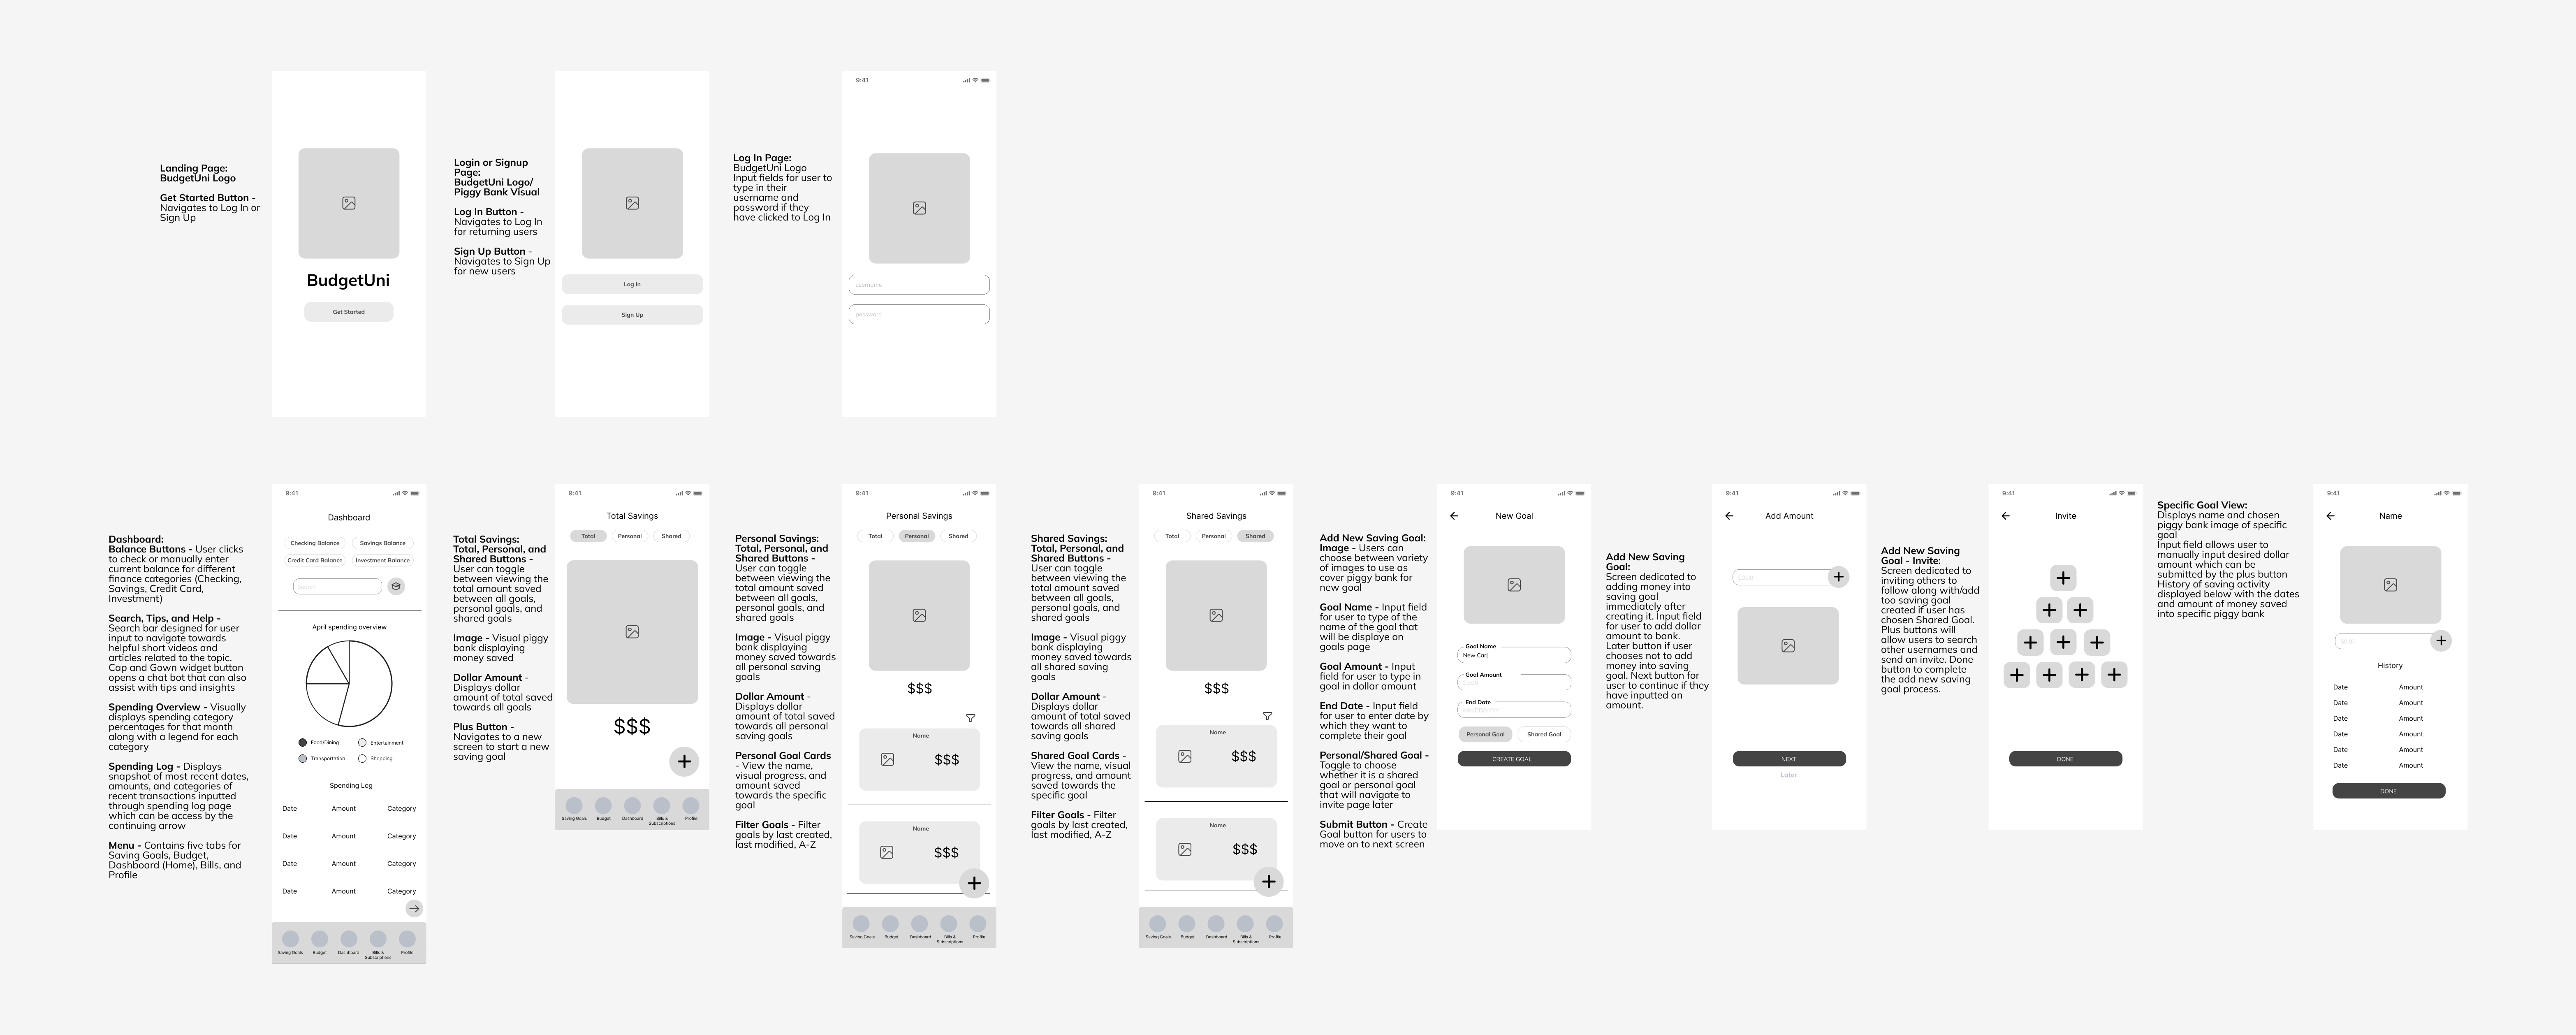 Landing Page:
BudgetUni Logo
Get Started Button -
Navigates to Log In or
Sign Up
BudgetUni
Get Started
Login or Signup
Page:
BudgetUni Logo/
Piggy Bank Visual
Log In Button -
Navigates to Log In
for returning users
Sign Up Button -
Navigates to Sign Up
for new users
Log In
Sign Up
Log In Page:
BudgetUni Logo
Input fields for user to
type in their
username and
password if they
have clicked to Log In
9:41
username
password
Dashboard:
Balance Buttons - User clicks
to check or manually enter
current balance for different
finance categories (Checking,
Savings, Credit Card,
Investment)
Search, Tips, and Help -
Search bar designed for user
input to navigate towards
helpful short videos and
articles related to the topic.
Cap and Gown widget button
opens a chat bot that can also
assist with tips and insights
Spending Overview - Visually
displays spending category
percentages for that month
along with a legend for each
category
Spending Log - Displays
snapshot of most recent dates,
amounts, and categories of
recent transactions inputted
through spending log page
which can be access by the
continuing arrow
Menu - Contains five tabs for
Saving Goals, Budget,
Dashboard (Home), Bills, and
Profile
9:41
Dashboard
Checking Balance Savings Balance
Credit Card Balance Investment Balance
Search
April spending overview
Food/Dining Entertainment
Transportation Shopping
Spending Log
Date Amount Category
Date Amount Category
Date Amount Category
Date Amount Category
Saving Goals Budget Dashboard Bills & Subscriptions Profile
Total Savings:
Total, Personal, and
Shared Buttons -
User can toggle
between viewing the
total amount saved
between all goals,
personal goals, and
shared goals
Image - Visual piggy
bank displaying
money saved
Dollar Amount -
Displays dollar
amount of total saved
towards all goals
Plus Button -
Navigates to a new
screen to start a new
saving goal
9:41
Total Savings
Total Personal Shared
$$$
Saving Goals Budget Dashboard Bills & Subscriptions Profile
Personal Savings:
Total, Personal, and
Shared Buttons -
User can toggle
between viewing the
total amount saved
between all goals,
personal goals, and
shared goals
Image - Visual piggy
bank displaying
money saved towards
all personal saving
goals
Dollar Amount -
Displays dollar
amount of total saved
towards all personal
saving goals
Personal Goal Cards
- View the name,
visual progress, and
amount saved
towards the specific
goal
Filter Goals - Filter
goals by last created,
last modified, A-Z
9:41
Personal Savings
Total Personal Shared
$$$
Name
$$$
Name
$$$
Saving Goals Budget Dashboard Bills & Subscriptions Profile
Shared Savings:
Total, Personal, and
Shared Buttons -
User can toggle
between viewing the
total amount saved
between all goals,
personal goals, and
shared goals
Image - Visual piggy
bank displaying
money saved towards
all shared saving
goals
Dollar Amount -
Displays dollar
amount of total saved
towards all shared
saving goals
Shared Goal Cards -
View the name, visual
progress, and amount
saved towards the
specific goal
Filter Goals - Filter
goals by last created,
last modified, A-Z
9:41
Shared Savings
Total Personal Shared
$$$
Name
$$$
Name
$$$
Saving Goals Budget Dashboard Bills & Subscriptions Profile
Add New Saving Goal:
Image - Users can
choose between variety
of images to use as
cover piggy bank for
new goal
Goal Name - Input field
for user to type of the
name of the goal that
will be displaye on
goals page
Goal Amount - Input
field for user to type in
goal in dollar amount
End Date - Input field
for user to enter date by
which they want to
complete their goal
Personal/Shared Goal -
Toggle to choose
whether it is a shared
goal or personal goal
that will navigate to
invite page later
Submit Button - Create
Goal button for users to
move on to next screen
9:41
New Goal
Goal Name
New Car|
Goal Amount
End Date
Personal Goal Shared Goal
CREATE GOAL
Add New Saving
Goal:
Screen dedicated to
adding money into
saving goal
immediately after
creating it. Input field
for user to add dollar
amount to bank.
Later button if user
chooses not to add
money into saving
goal. Next button for
user to continue if they
have inputted an
amount.
9:41
Add Amount
$0.00
NEXT
Later
Add New Saving
Goal - Invite:
Screen dedicated to
inviting others to
follow along with/add
too saving goal
created if user has
chosen Shared Goal.
Plus buttons will
allow users to search
other usernames and
send an invite. Done
button to complete
the add new saving
goal process.
9:41
Invite
DONE
Specific Goal View:
Displays name and chosen
piggy bank image of specific
goal
Input field allows user to
manually input desired dollar
amount which can be
submitted by the plus button
History of saving activity
displayed below with the dates
and amount of money saved
into specific piggy bank
9:41
Name
$0.00
History
Date Amount
Date Amount
Date Amount
Date Amount
Date Amount
Date Amount
DONE